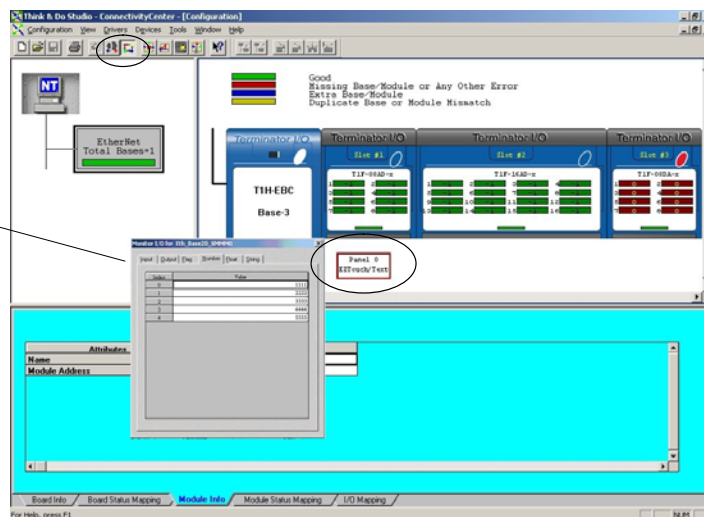 Think & Do Studio - ConnectivityCenter - [Configuration]
Configuration View Drivers Devices Tools Window Help
NT
EtherNet
Total Bases=1
Good
Missing Base/Module or Any Other Error
Extra Base/Module
Duplicate Base or Module Mismatch
Terminator I/O
T1H-EBC
Base-3
Terminator I/O
Slot #1
T1F-08AD-x
Terminator I/O
Slot #2
T1F-16AD-x
Terminator I/O
Slot #3
T1F-08DA-x
Panel 0
EZTouch/Text
Input Output Flag Number Float String
Index Value
0 1111
1 2222
2 3333
3 4444
4 5555
Attributes
Name
Module Address
Board Info Board Status Mapping Module Info Module Status Mapping I/O Mapping
For Help, press F1
NUM